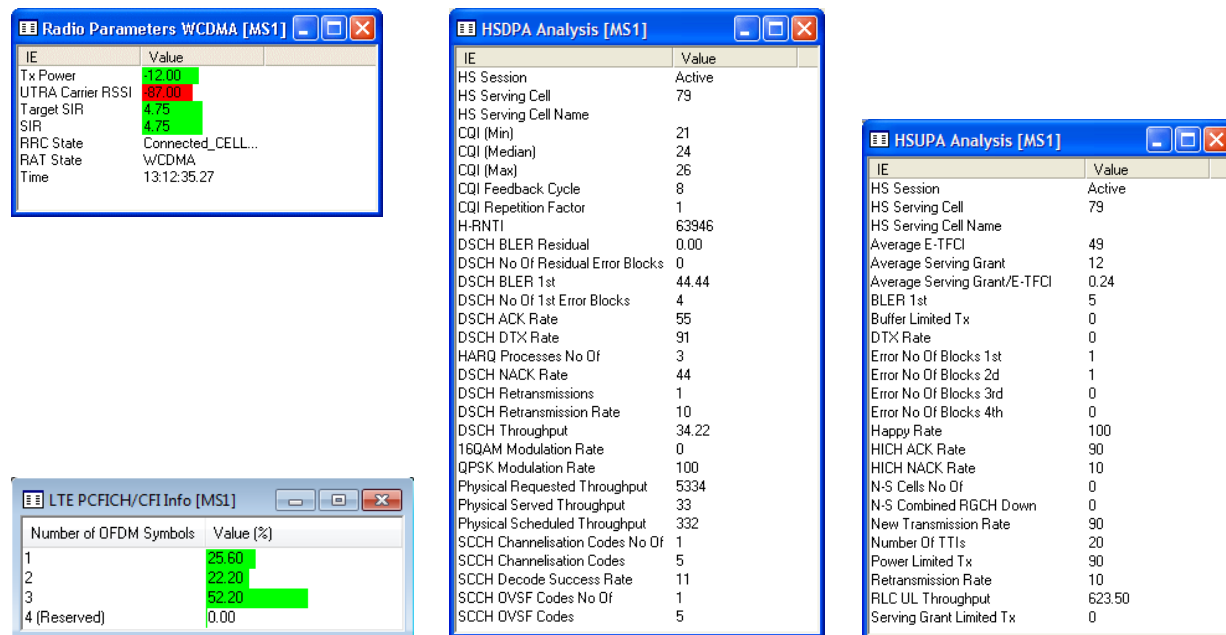 Radio Parameters WCDMA [MS1]
IE Value
Tx Power -12.00
UTRA Carrier RSSI -87.00
Target SIR 4.75
SIR 4.75
RRC State Connected_CELL...
RAT State WCDMA
Time 13:12:35.27
HSDPA Analysis [MS1]
IE Value
HS Session Active
HS Serving Cell 79
HS Serving Cell Name
CQI (Min) 21
CQI (Median) 24
CQI (Max) 26
CQI Feedback Cycle 8
CQI Repetition Factor 1
H-RNTI 63946
DSCH BLER Residual 0.00
DSCH No Of Residual Error Blocks 0
DSCH BLER 1st 44.44
DSCH No Of 1st Error Blocks 4
DSCH ACK Rate 55
DSCH DTX Rate 91
HARQ Processes No Of 3
DSCH NACK Rate 44
DSCH Retransmissions 1
DSCH Retransmission Rate 10
DSCH Throughput 34.22
16QAM Modulation Rate 0
QPSK Modulation Rate 100
Physical Requested Throughput 5334
Physical Served Throughput 33
Physical Scheduled Throughput 332
SCCH Channelisation Codes No Of 1
SCCH Channelisation Codes 5
SCCH Decode Success Rate 11
SCCH OVSF Codes No Of 1
SCCH OVSF Codes 5
HSUPA Analysis [MS1]
IE Value
HS Session Active
HS Serving Cell 79
HS Serving Cell Name
Average E-TFCI 49
Average Serving Grant 12
Average Serving Grant/E-TFCI 0.24
BLER 1st 5
Buffer Limited Tx 0
DTX Rate 0
Error No Of Blocks 1st 1
Error No Of Blocks 2d 1
Error No Of Blocks 3rd 0
Error No Of Blocks 4th 0
Happy Rate 100
HICH ACK Rate 90
HICH NACK Rate 10
N-S Cells No Of 0
N-S Combined RGCH Down 0
New Transmission Rate 90
Number Of TTIs 20
Power Limited Tx 90
Retransmission Rate 10
RLC UL Throughput 623.50
Serving Grant Limited Tx 0
LTE PCFICH/CFI Info [MS1]
Number of OFDM Symbols Value (%)
1 25.60
2 22.20
3 52.20
4 (Reserved) 0.00